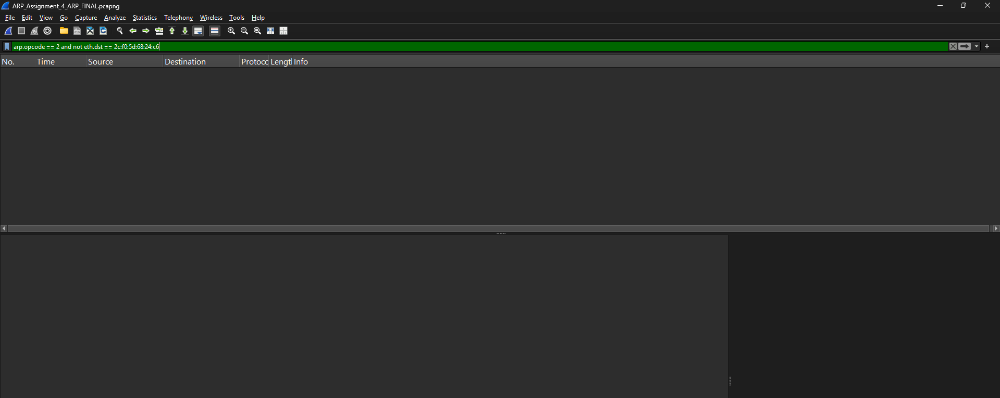 ARP_Assignment_4_ARP_FINAL.pcapng
File Edit View Go Capture Analyze Statistics Telephony Wireless Tools Help
arp.opcode == 2 and not eth.dst == 2c:f0:5d:68:24:c6
No. Time Source Destination Protocc Lengtl Info